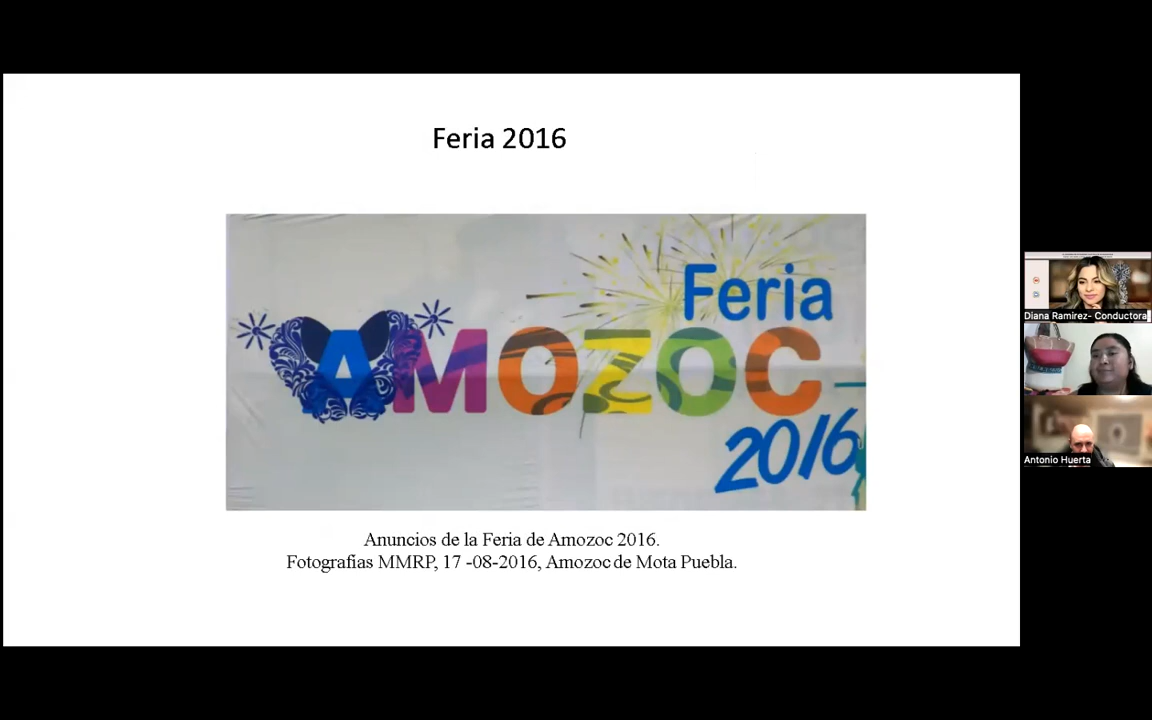 Feria 2016
Feria
AMOZOC
2016
Anuncios de la Feria de Amozoc 2016.
Fotografías MMRP, 17 -08-2016, Amozoc de Mota Puebla.
Diana Ramírez- Conductora
Antonio Huerta